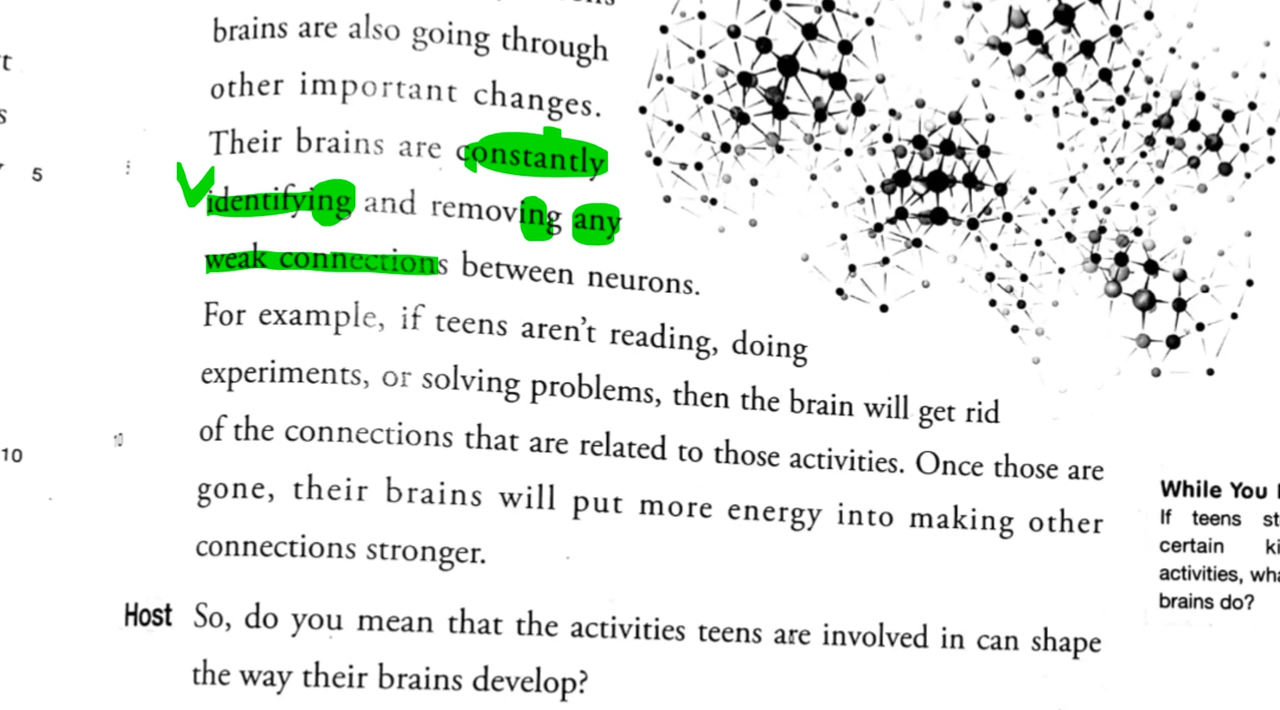 brains are also going through
other important changes.
Their brains are constantly
5
identifying and removing any
weak connections between neurons.
For example, if teens aren't reading, doing
experiments, or solving problems, then the brain will get rid
of the connections that are related to those activities. Once those are
10
10
gone, their brains will put more energy into making other
connections stronger.
While You
If teens
certain
activities,
brains do?
Host So, do you mean that the activities teens are involved in can shape
the way their brains develop?